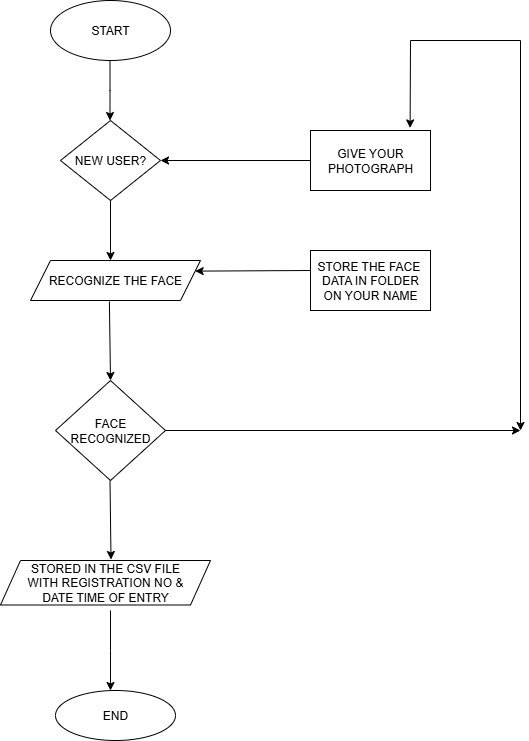 START
NEW USER?
GIVE YOUR
PHOTOGRAPH
RECOGNIZE THE FACE
STORE THE FACE
DATA IN FOLDER
ON YOUR NAME
FACE
RECOGNIZED
STORED IN THE CSV FILE
WITH REGISTRATION NO &
DATE TIME OF ENTRY
END